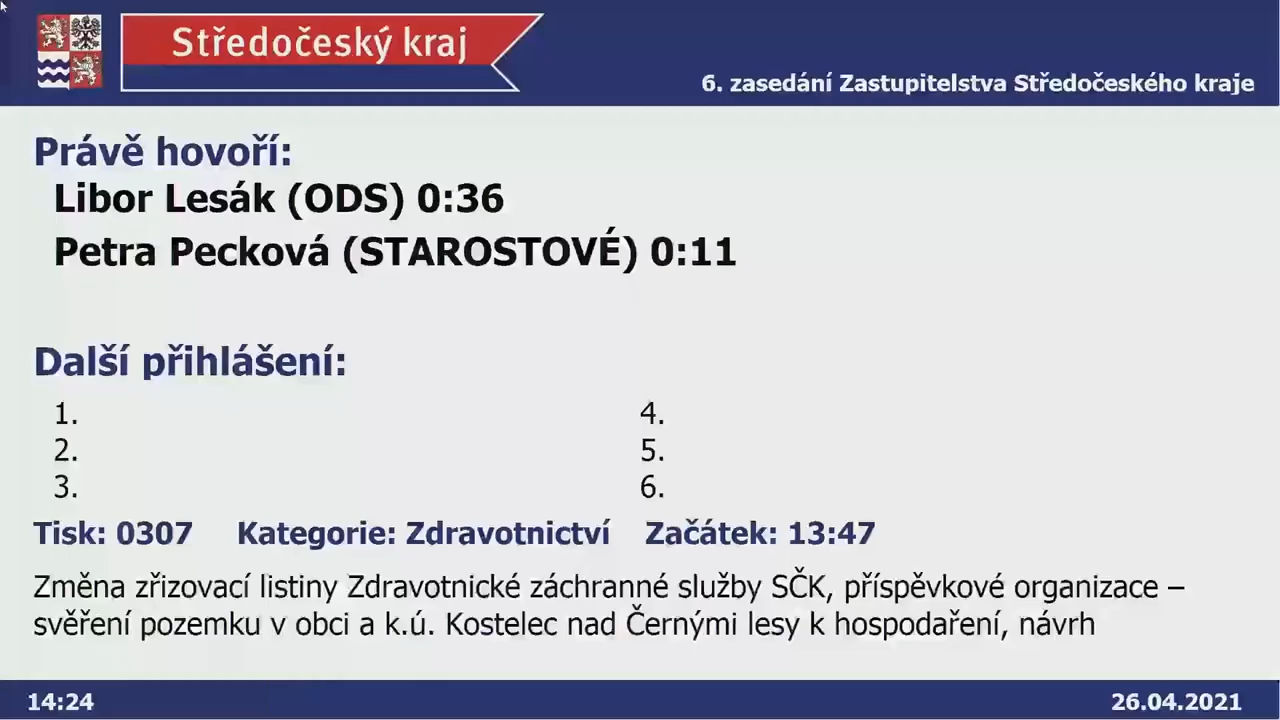 Středočeský kraj
6. zasedání Zastupitelstva Středočeského kraje
Právě hovoří:
Libor Lesák (ODS) 0:36
Petra Pecková (STAROSTOVÉ) 0:11
Další přihlášení:
1.
2.
3.
4.
5.
6.
Tisk: 0307 Kategorie: Zdravotnictví Začátek: 13:47
Změna zřizovací listiny Zdravotnické záchranné služby SČK, příspěvkové organizace –
svěření pozemku v obci a k.ú. Kostelec nad Černými lesy k hospodaření, návrh
14:24
26.04.2021